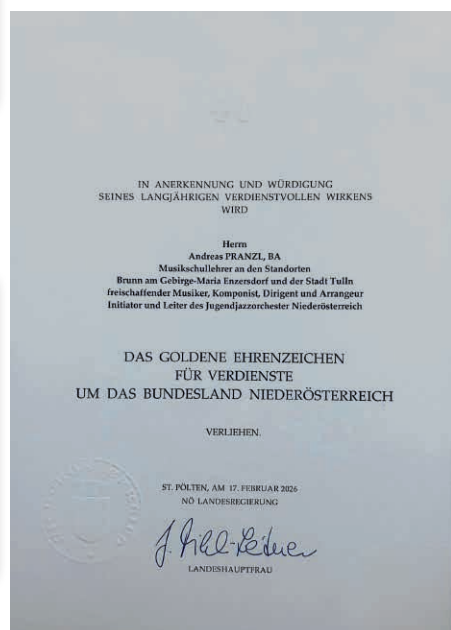 IN ANERKENNUNG UND WÜRDIGUNG
SEINES LANGJÄHRIGEN VERDIENSTVOLLEN WIRKENS
WIRD
Herrn
Andreas PRANZL, BA
Musikschullehrer an den Standorten
Brunn am Gebirge-Maria Enzersdorf und der Stadt Tulln
freischaffender Musiker, Komponist, Dirigent und Arrangeur
Initiator und Leiter des Jugendjazzorchester Niederösterreich
DAS GOLDENE EHRENZEICHEN
FÜR VERDIENSTE
UM DAS BUNDESLAND NIEDERÖSTERREICH
VERLIEHEN.
ST. PÖLTEN, AM 17. FEBRUAR 2026
NÖ LANDESREGIERUNG
J. Mikl-Leitner
LANDESHAUPTFRAU